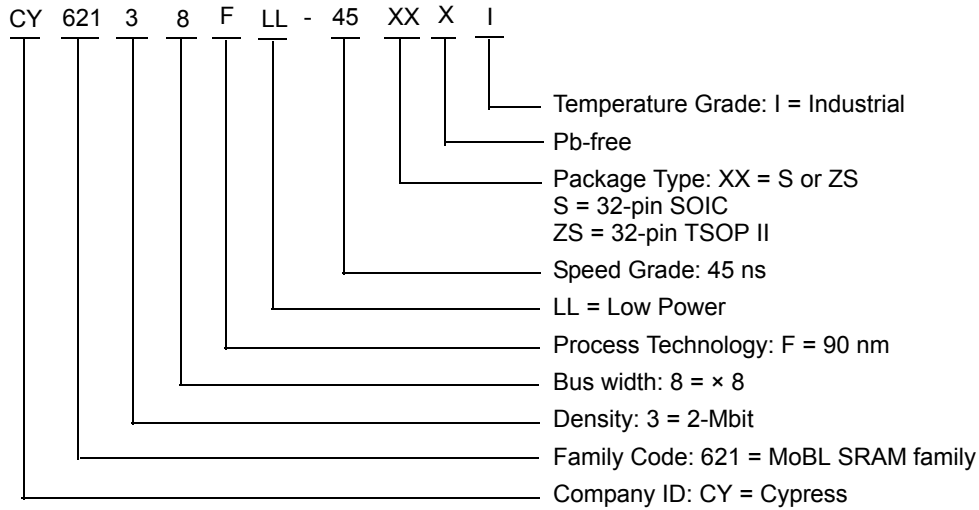 CY 621 3 8 F LL - 45 XX X I
Temperature Grade: I = Industrial
Pb-free
Package Type: XX = S or ZS
S = 32-pin SOIC
ZS = 32-pin TSOP II
Speed Grade: 45 ns
LL = Low Power
Process Technology: F = 90 nm
Bus width: 8 = × 8
Density: 3 = 2-Mbit
Family Code: 621 = MoBL SRAM family
Company ID: CY = Cypress